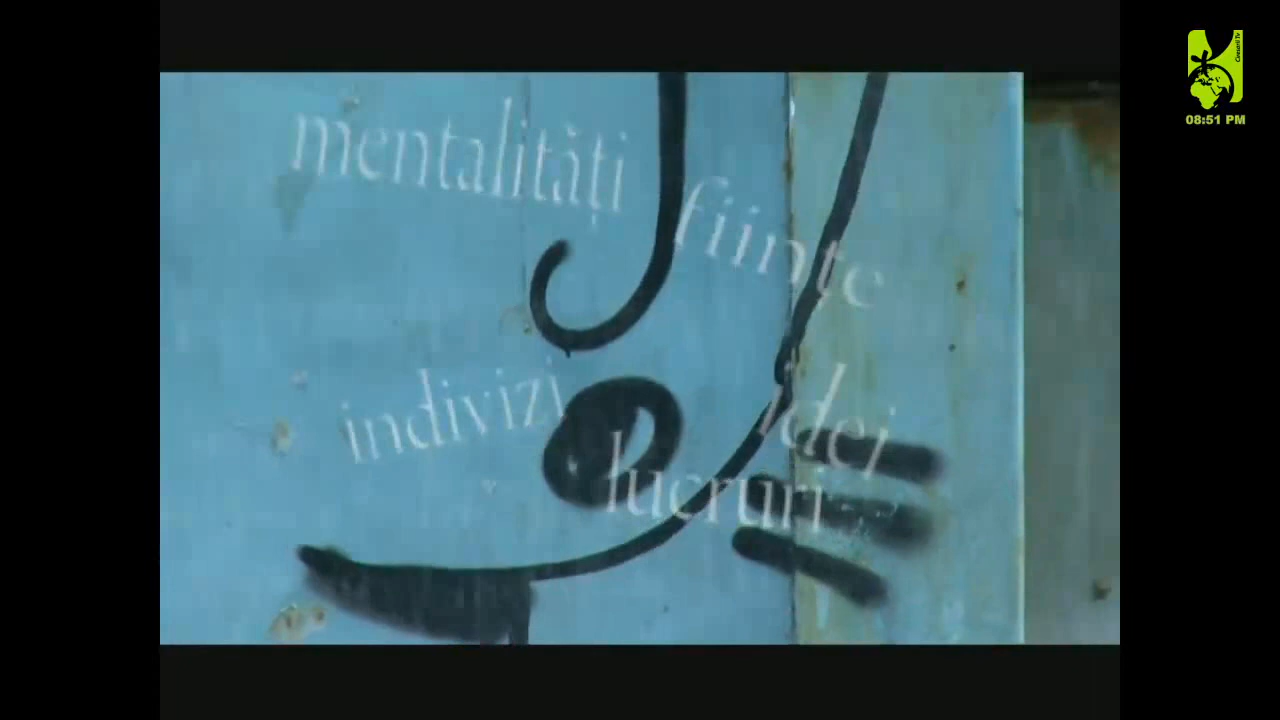 mentalități
ființe
indivizi
idei
lucruri
08:51 PM